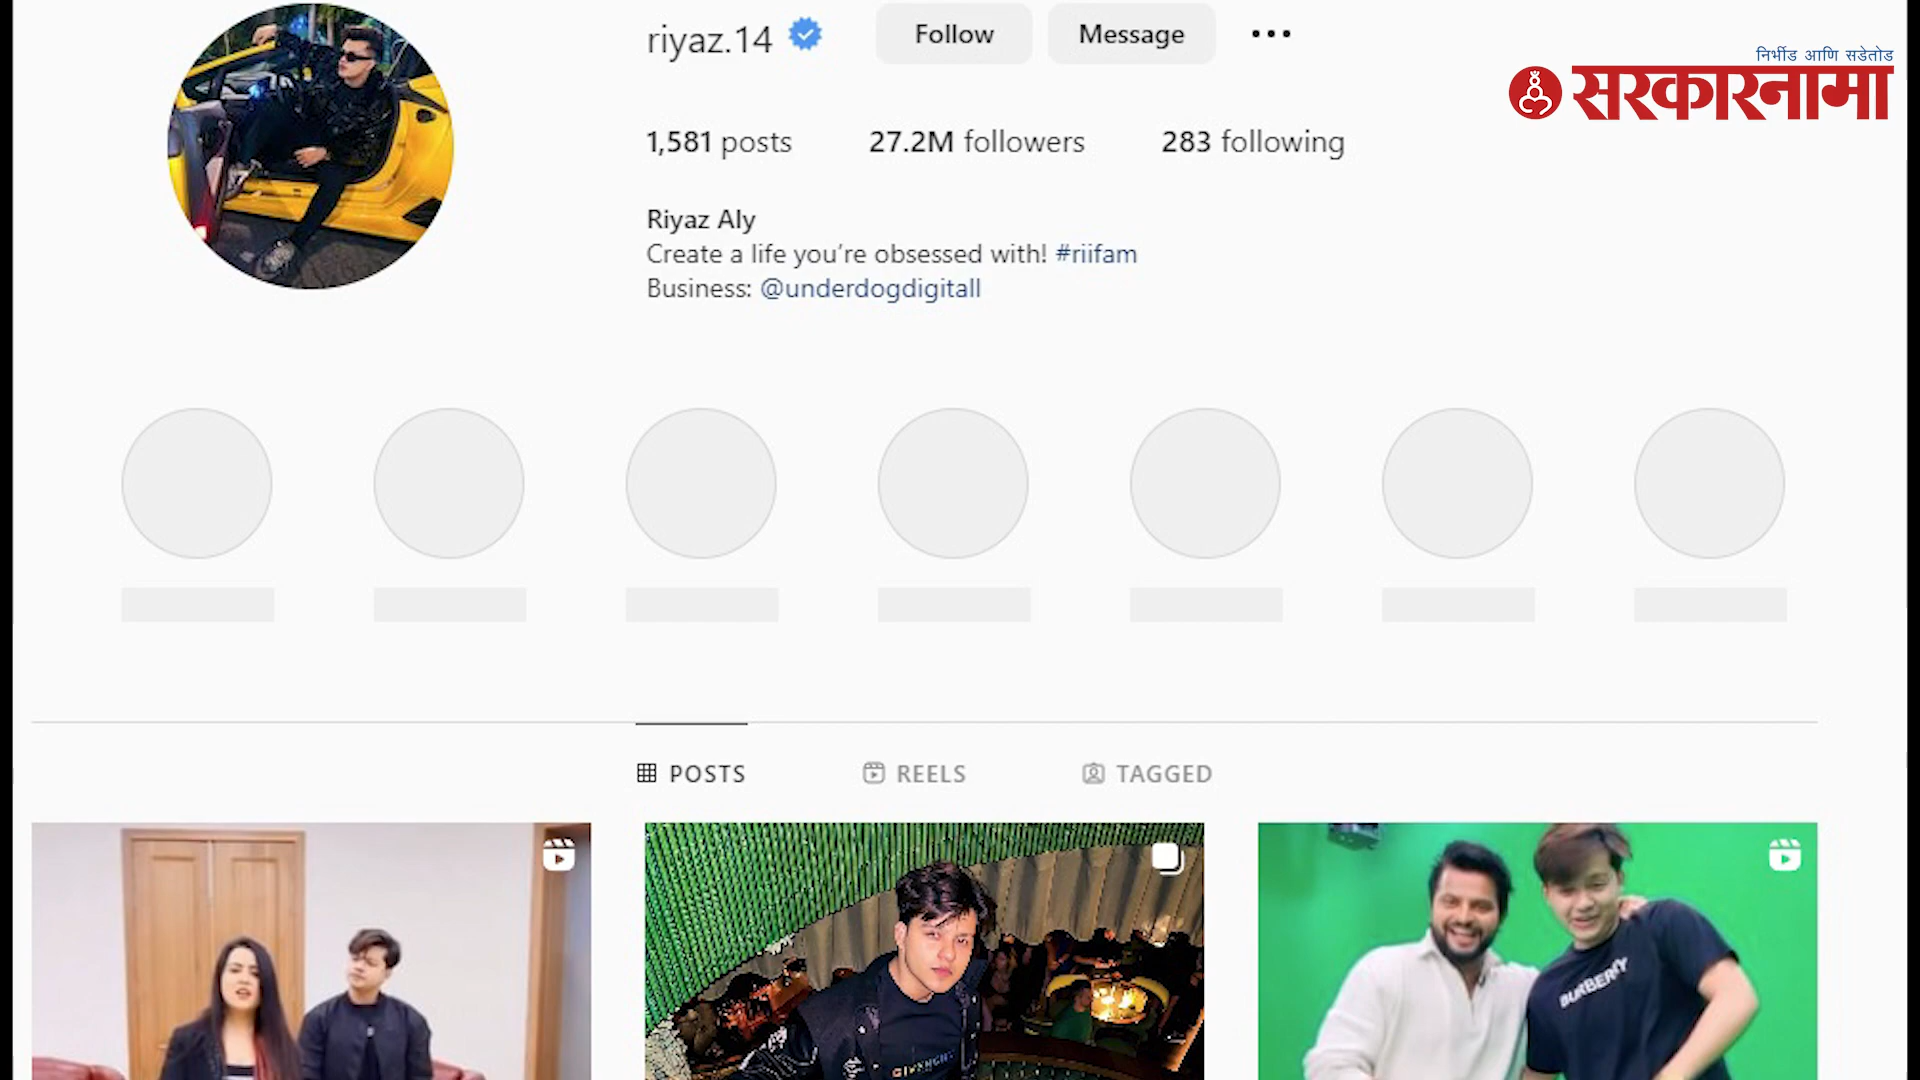 riyaz.14
Follow
Message
निर्भीड आणि सडेतोड
सरकारनामा
1,581 posts
27.2M followers
283 following
Riyaz Aly
Create a life you’re obsessed with! #riifam
Business: @underdogdigitall
POSTS
REELS
TAGGED
BURBERRY